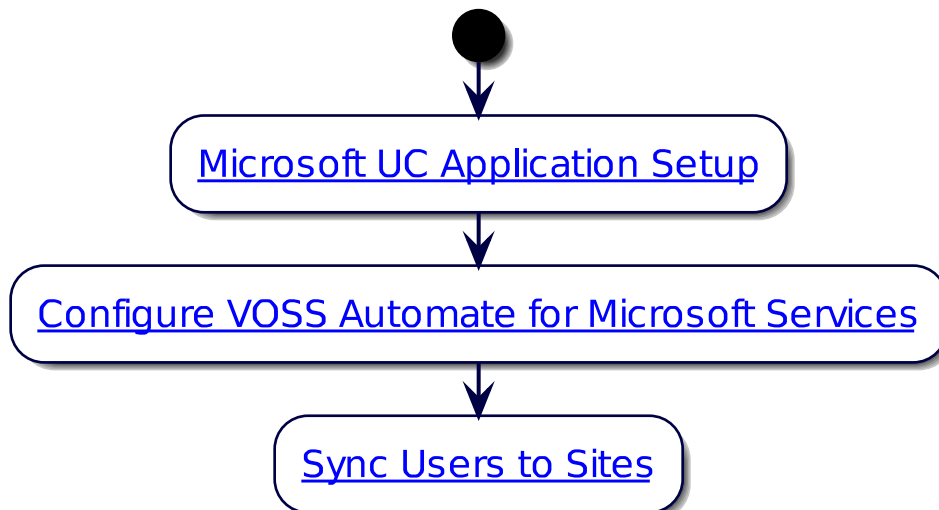 Microsoft UC Application Setup
Configure VOSS Automate for Microsoft Services
Sync Users to Sites